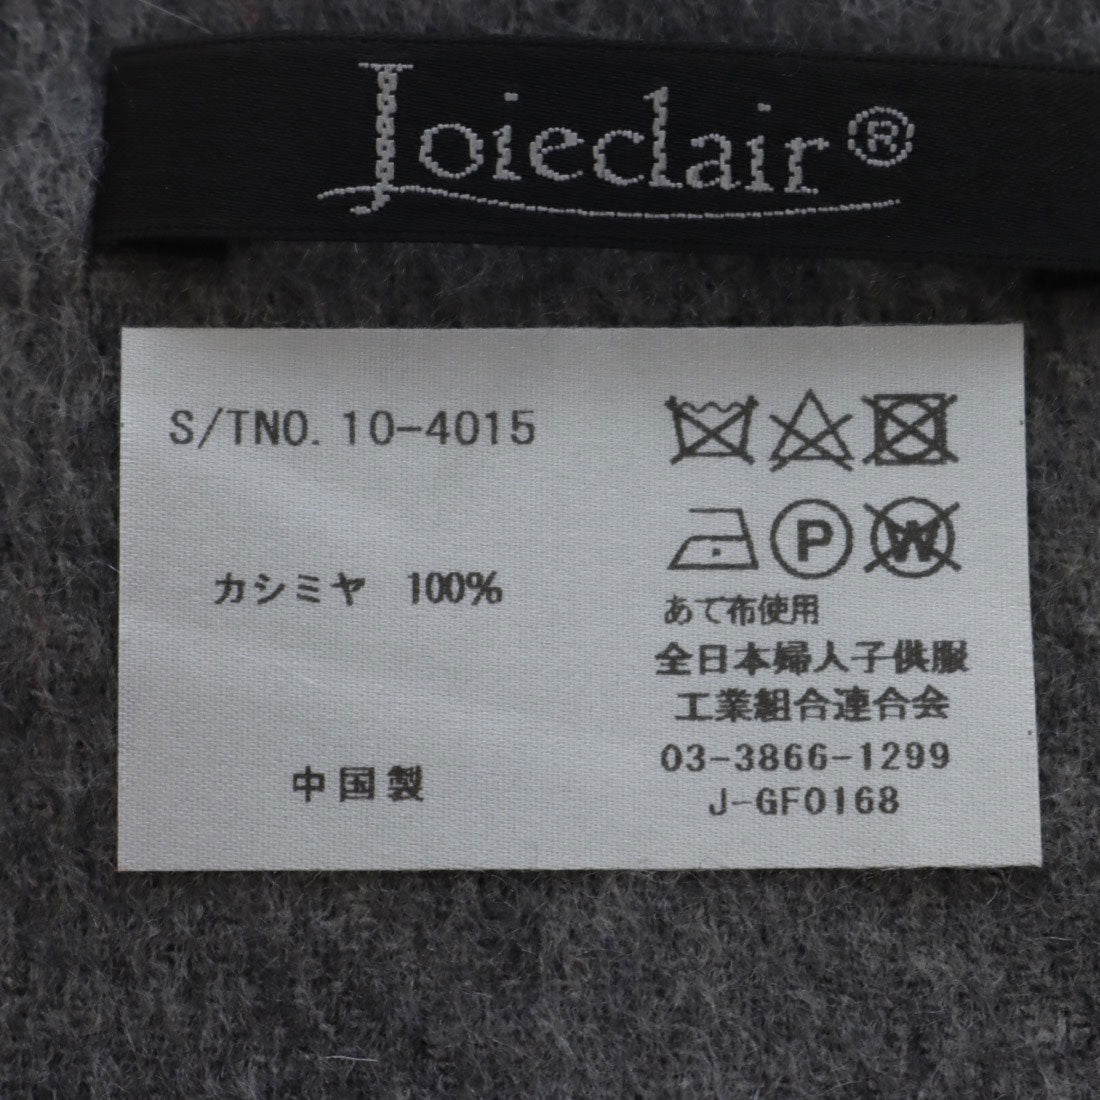 Joieclair®
S/TNO. 10-4015
カシミヤ 100%
中国製
P
W
あて布使用
全日本婦人子供服
工業組合連合会
03-3866-1299
J-GF0168